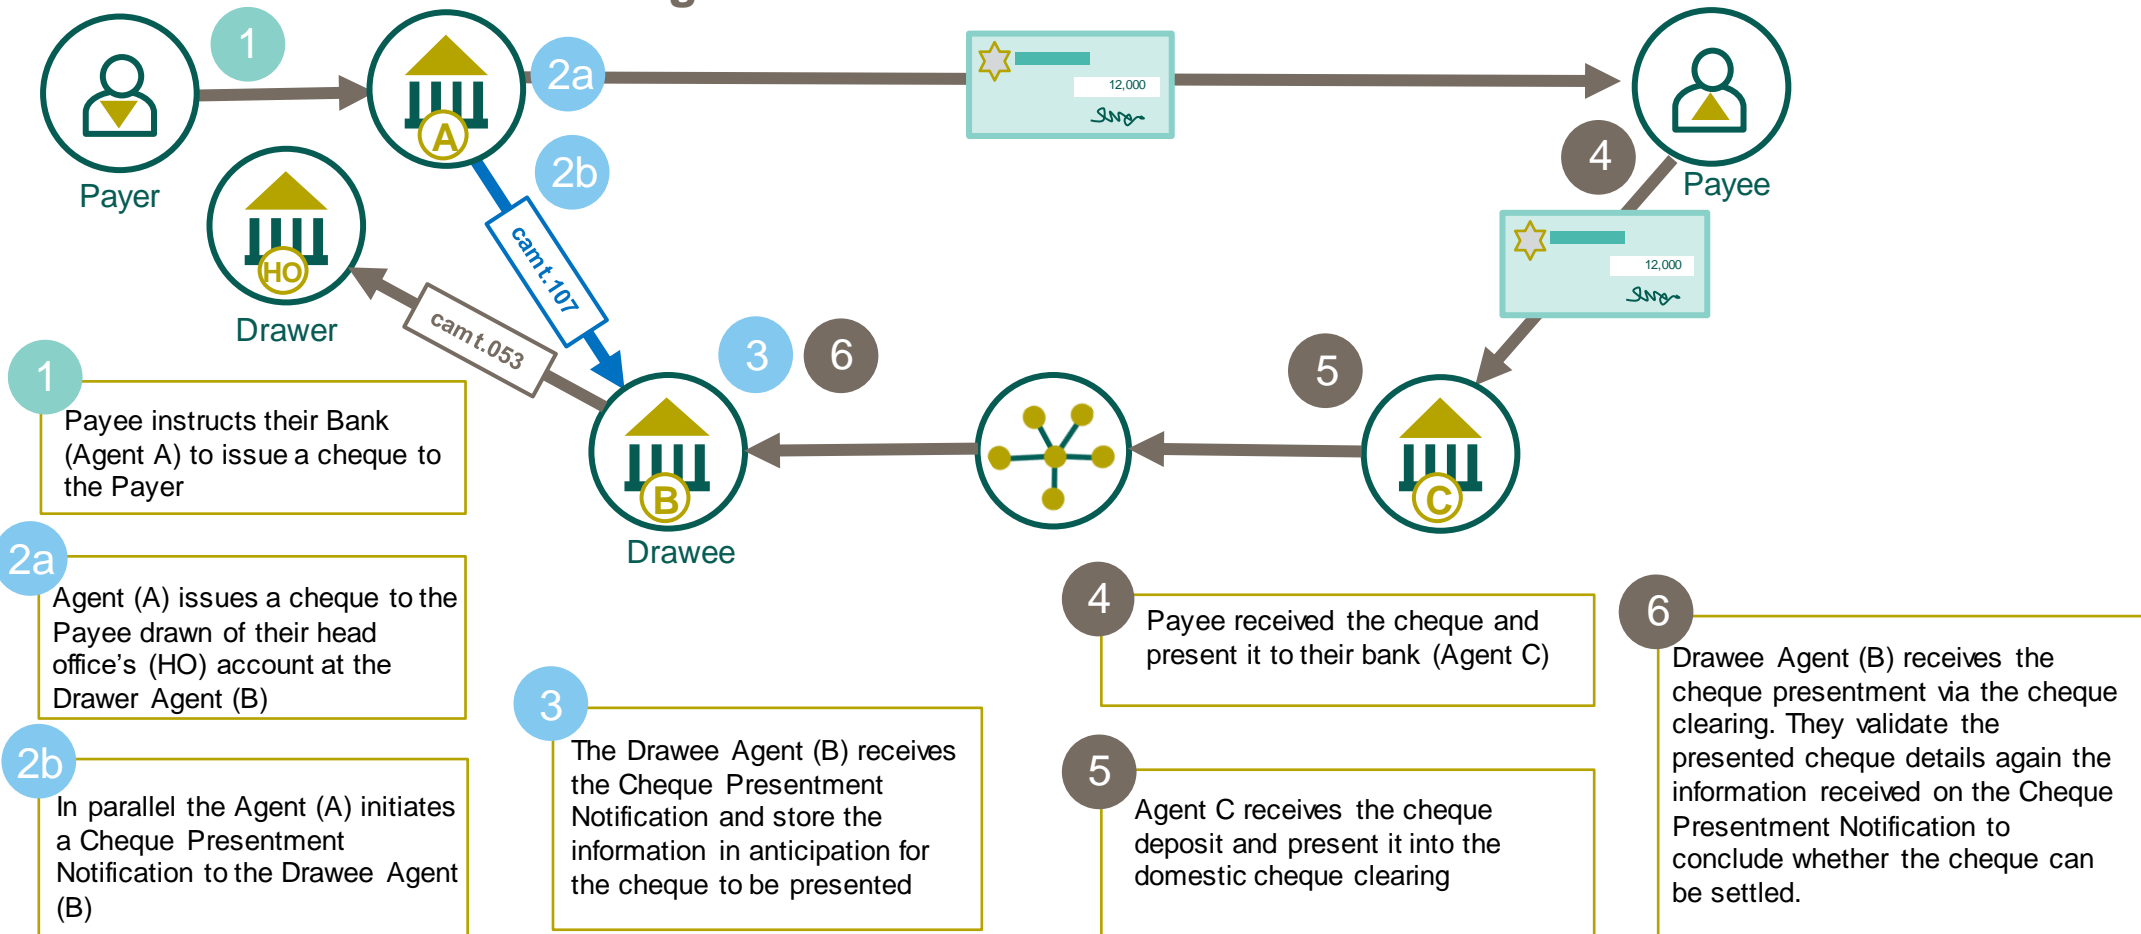 g
1
2a
12,000
A
2b
4
Payer
Payee
camt.107
12,000
HO
Drawer
camt.053
3
6
5
B
C
Drawee
1
Payee instructs their Bank
(Agent A) to issue a cheque to
the Payer
2a
Agent (A) issues a cheque to the
Payee drawn of their head
office's (HO) account at the
Drawer Agent (B)
2b
In parallel the Agent (A) initiates
a Cheque Presentment
Notification to the Drawee Agent
(B)
3
The Drawee Agent (B) receives
the Cheque Presentment
Notification and store the
information in anticipation for
the cheque to be presented
4
Payee received the cheque and
present it to their bank (Agent C)
5
Agent C receives the cheque
deposit and present it into the
domestic cheque clearing
6
Drawee Agent (B) receives the
cheque presentment via the cheque
clearing. They validate the
presented cheque details again the
information received on the Cheque
Presentment Notification to
conclude whether the cheque can
be settled.